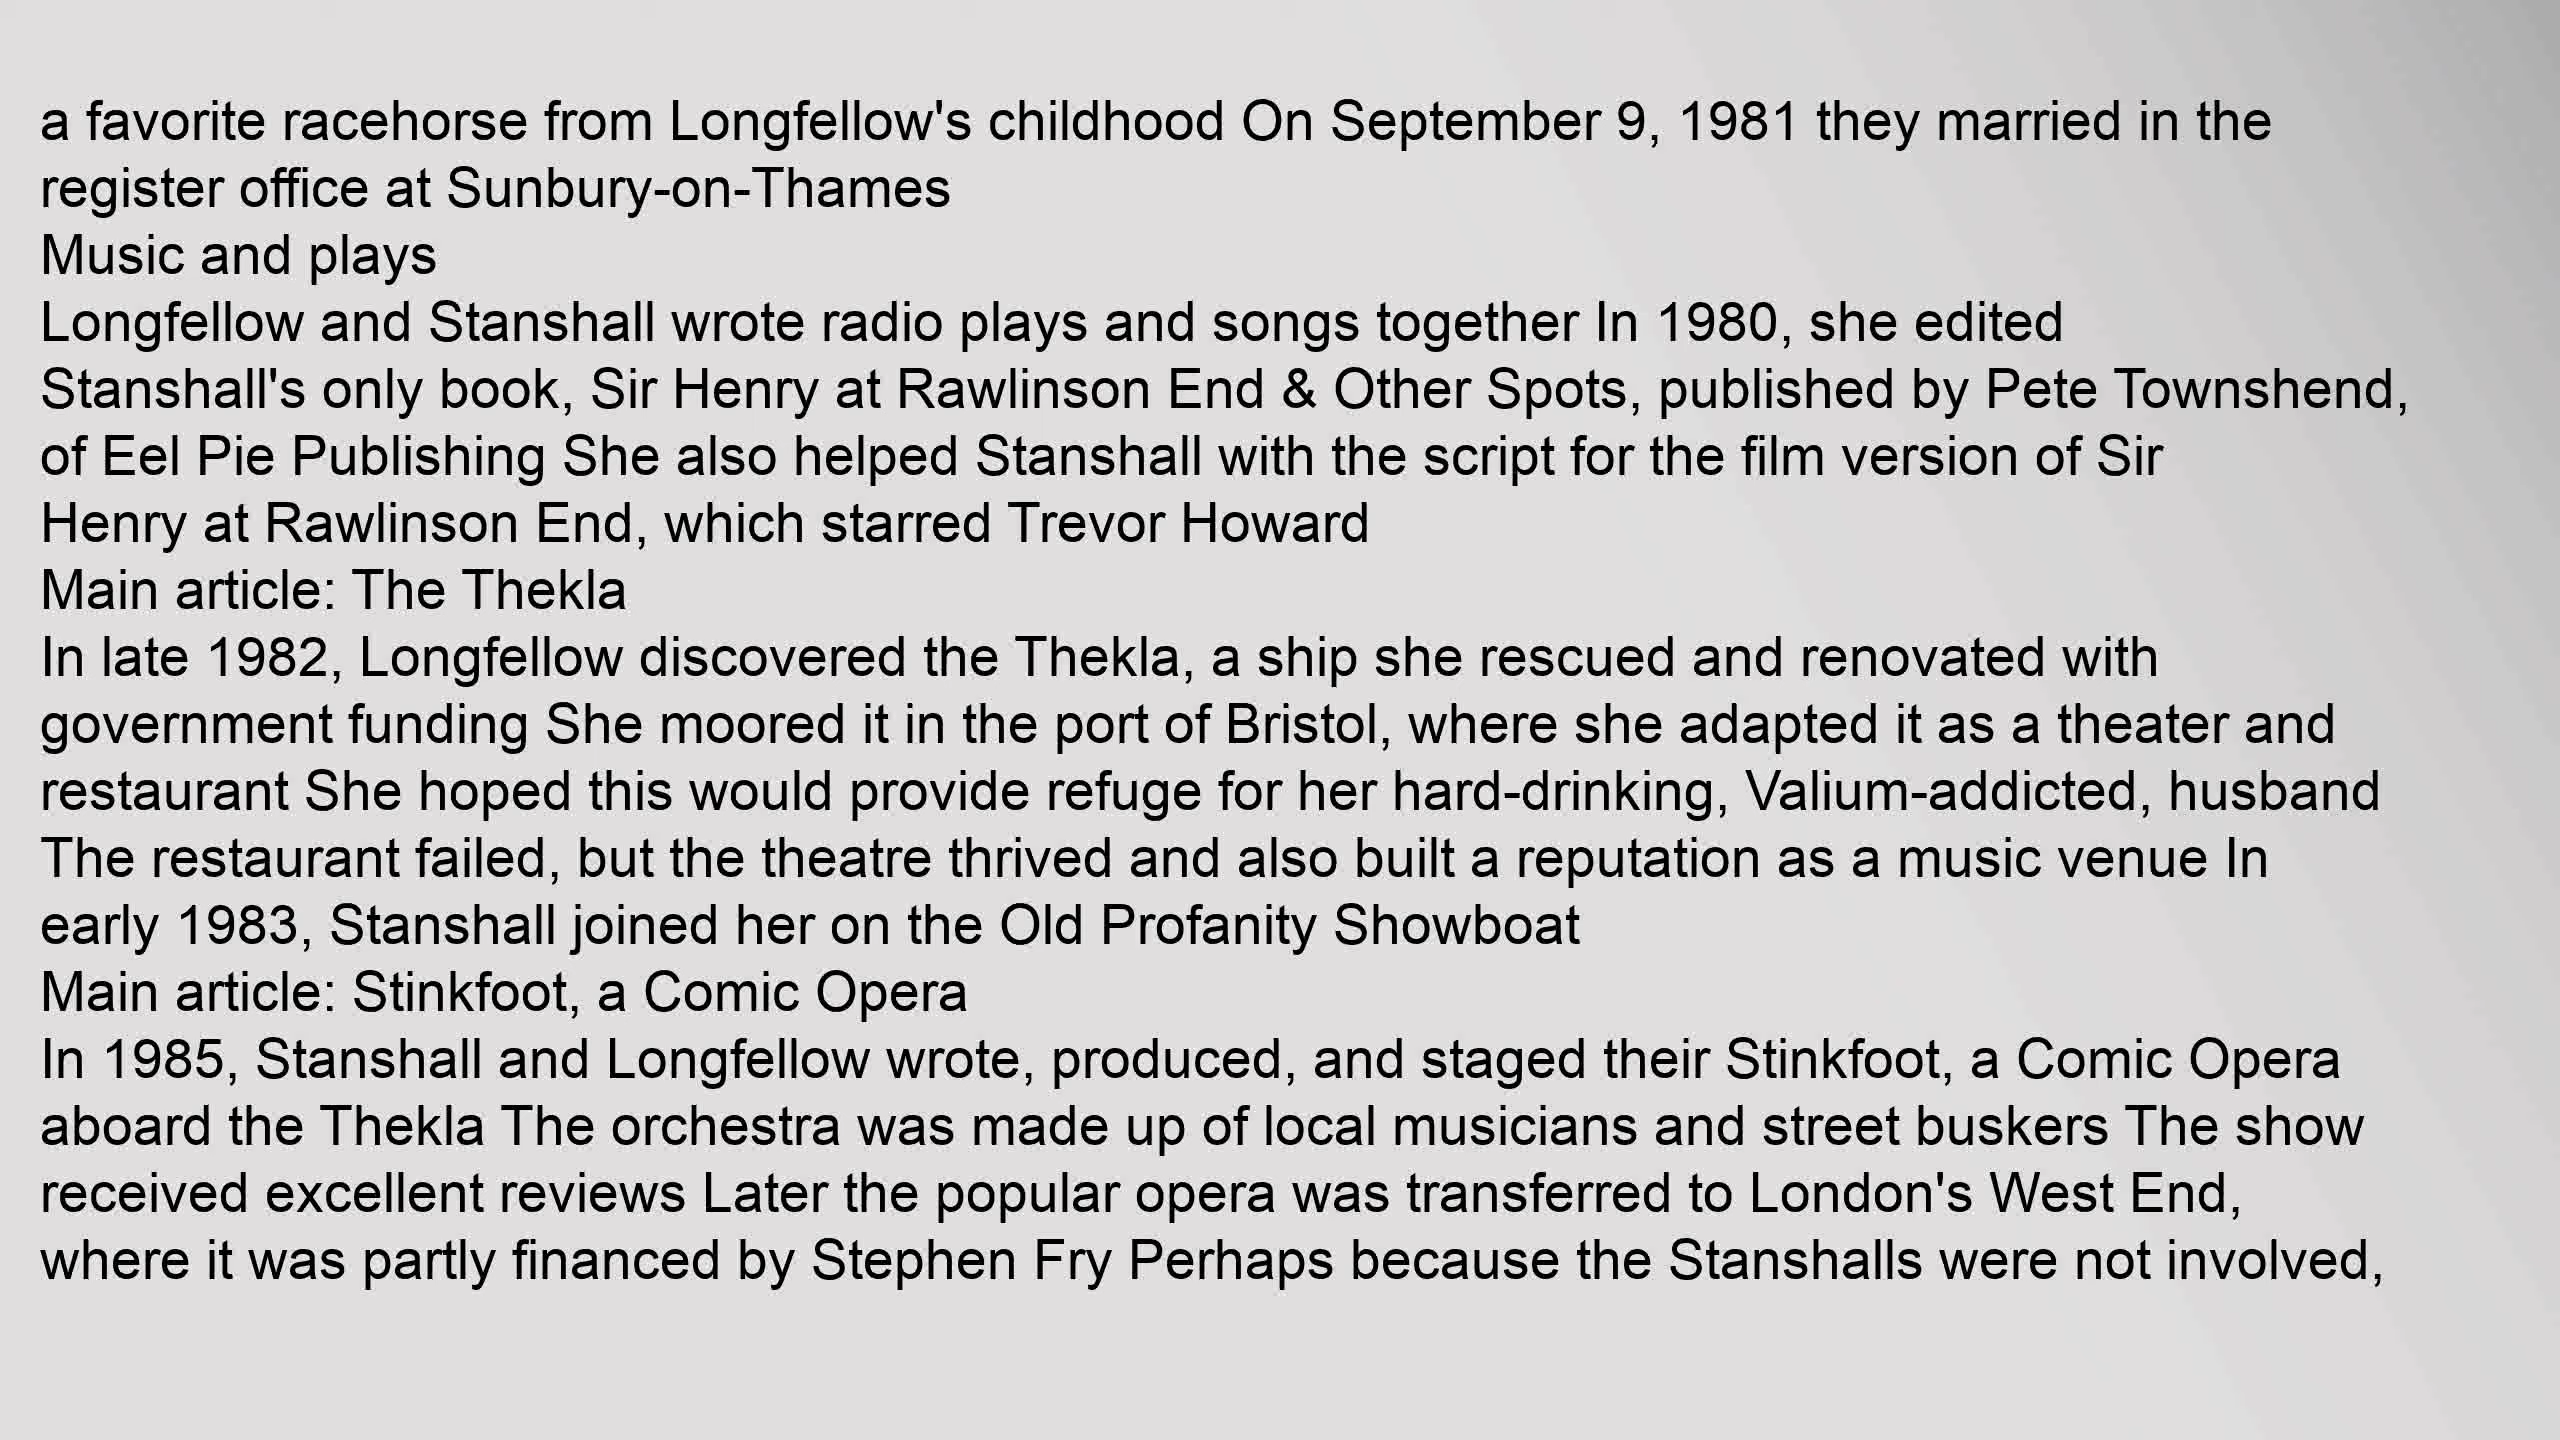 a favorite racehorse from Longfellow's childhood On September 9, 1981 they married in the
register office at Sunbury-on-Thames
Music and plays
Longfellow and Stanshall wrote radio plays and songs together In 1980, she edited
Stanshall's only book, Sir Henry at Rawlinson End & Other Spots, published by Pete Townshend,
of Eel Pie Publishing She also helped Stanshall with the script for the film version of Sir
Henry at Rawlinson End, which starred Trevor Howard
Main article: The Thekla
In late 1982, Longfellow discovered the Thekla, a ship she rescued and renovated with
government funding She moored it in the port of Bristol, where she adapted it as a theater and
restaurant She hoped this would provide refuge for her hard-drinking, Valium-addicted, husband
The restaurant failed, but the theatre thrived and also built a reputation as a music venue In
early 1983, Stanshall joined her on the Old Profanity Showboat
Main article: Stinkfoot, a Comic Opera
In 1985, Stanshall and Longfellow wrote, produced, and staged their Stinkfoot, a Comic Opera
aboard the Thekla The orchestra was made up of local musicians and street buskers The show
received excellent reviews Later the popular opera was transferred to London's West End,
where it was partly financed by Stephen Fry Perhaps because the Stanshalls were not involved,